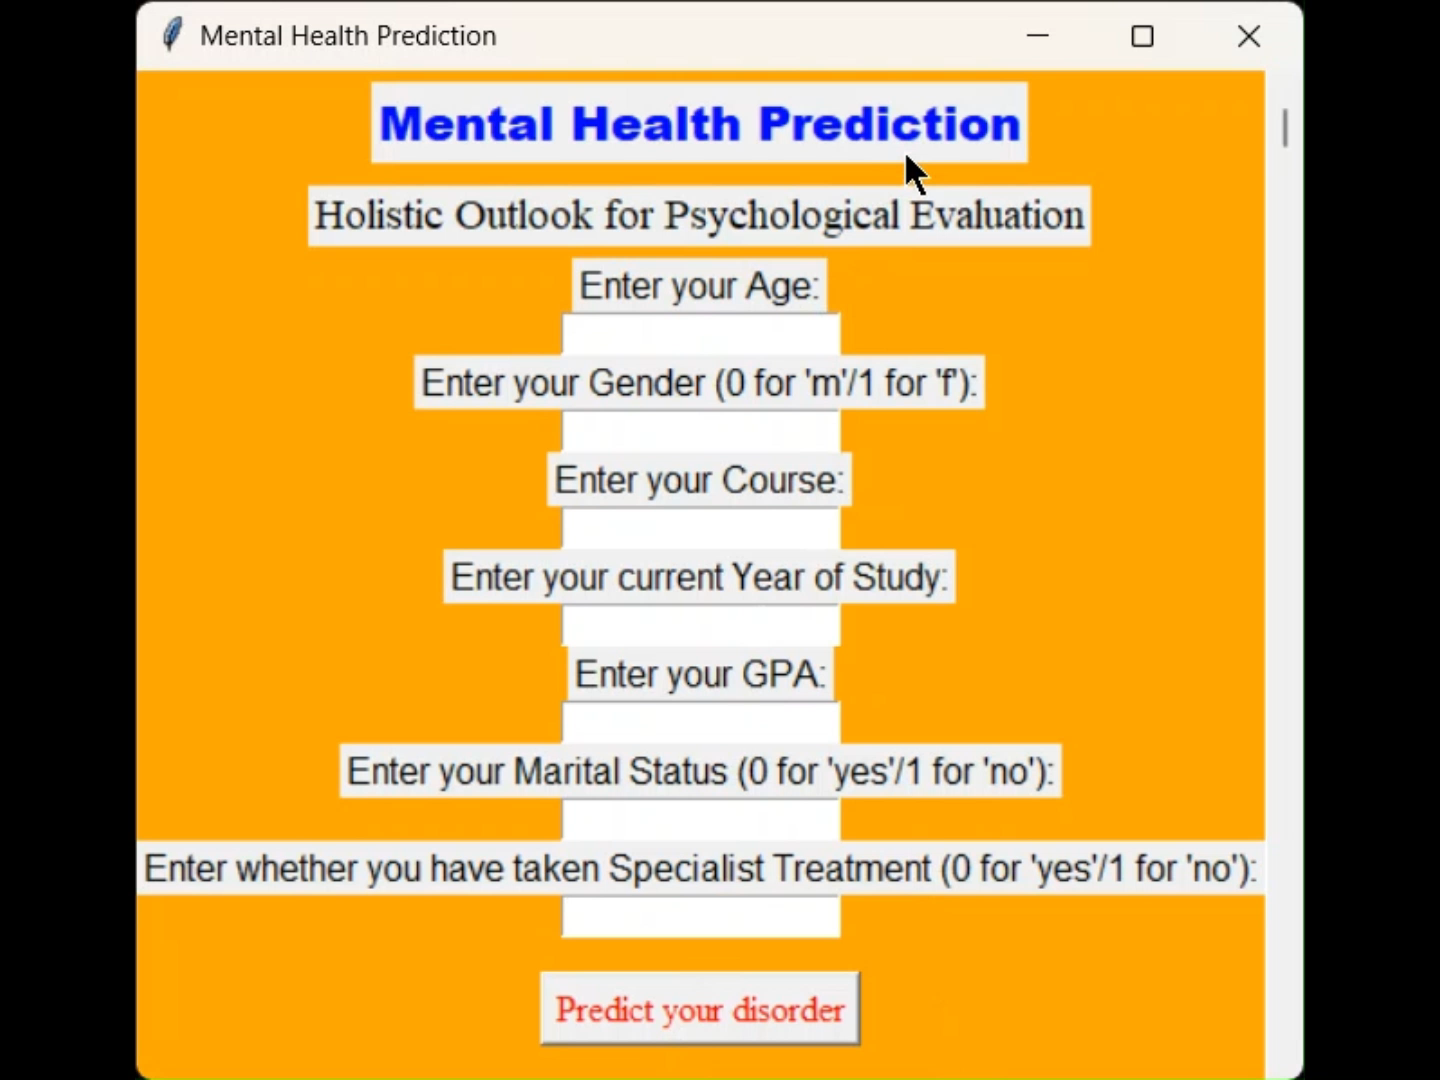 Mental Health Prediction
Mental Health Prediction
Holistic Outlook for Psychological Evaluation
Enter your Age:
Enter your Gender (0 for 'm'/1 for 'f'):
Enter your Course:
Enter your current Year of Study:
Enter your GPA:
Enter your Marital Status (0 for 'yes'/1 for 'no'):
Enter whether you have taken Specialist Treatment (0 for 'yes'/1 for 'no'):
Predict your disorder